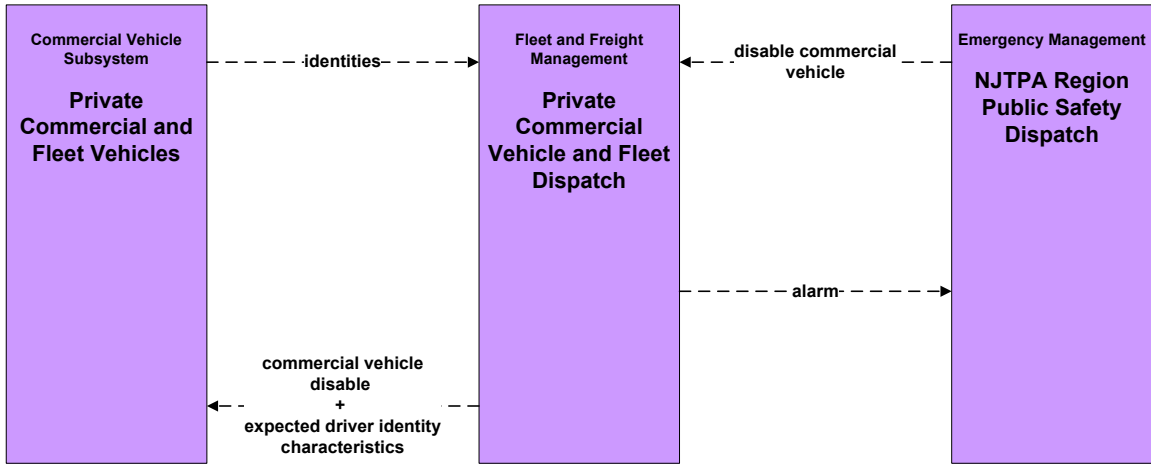 Commercial Vehicle
Subsystem
Private
Commercial and
Fleet Vehicles
identities
Fleet and Freight
Management
Private
Commercial
Vehicle and Fleet
Dispatch
disable commercial
vehicle
Emergency Management
NJTPA Region
Public Safety
Dispatch
alarm
commercial vehicle
disable
+
expected driver identity
characteristics